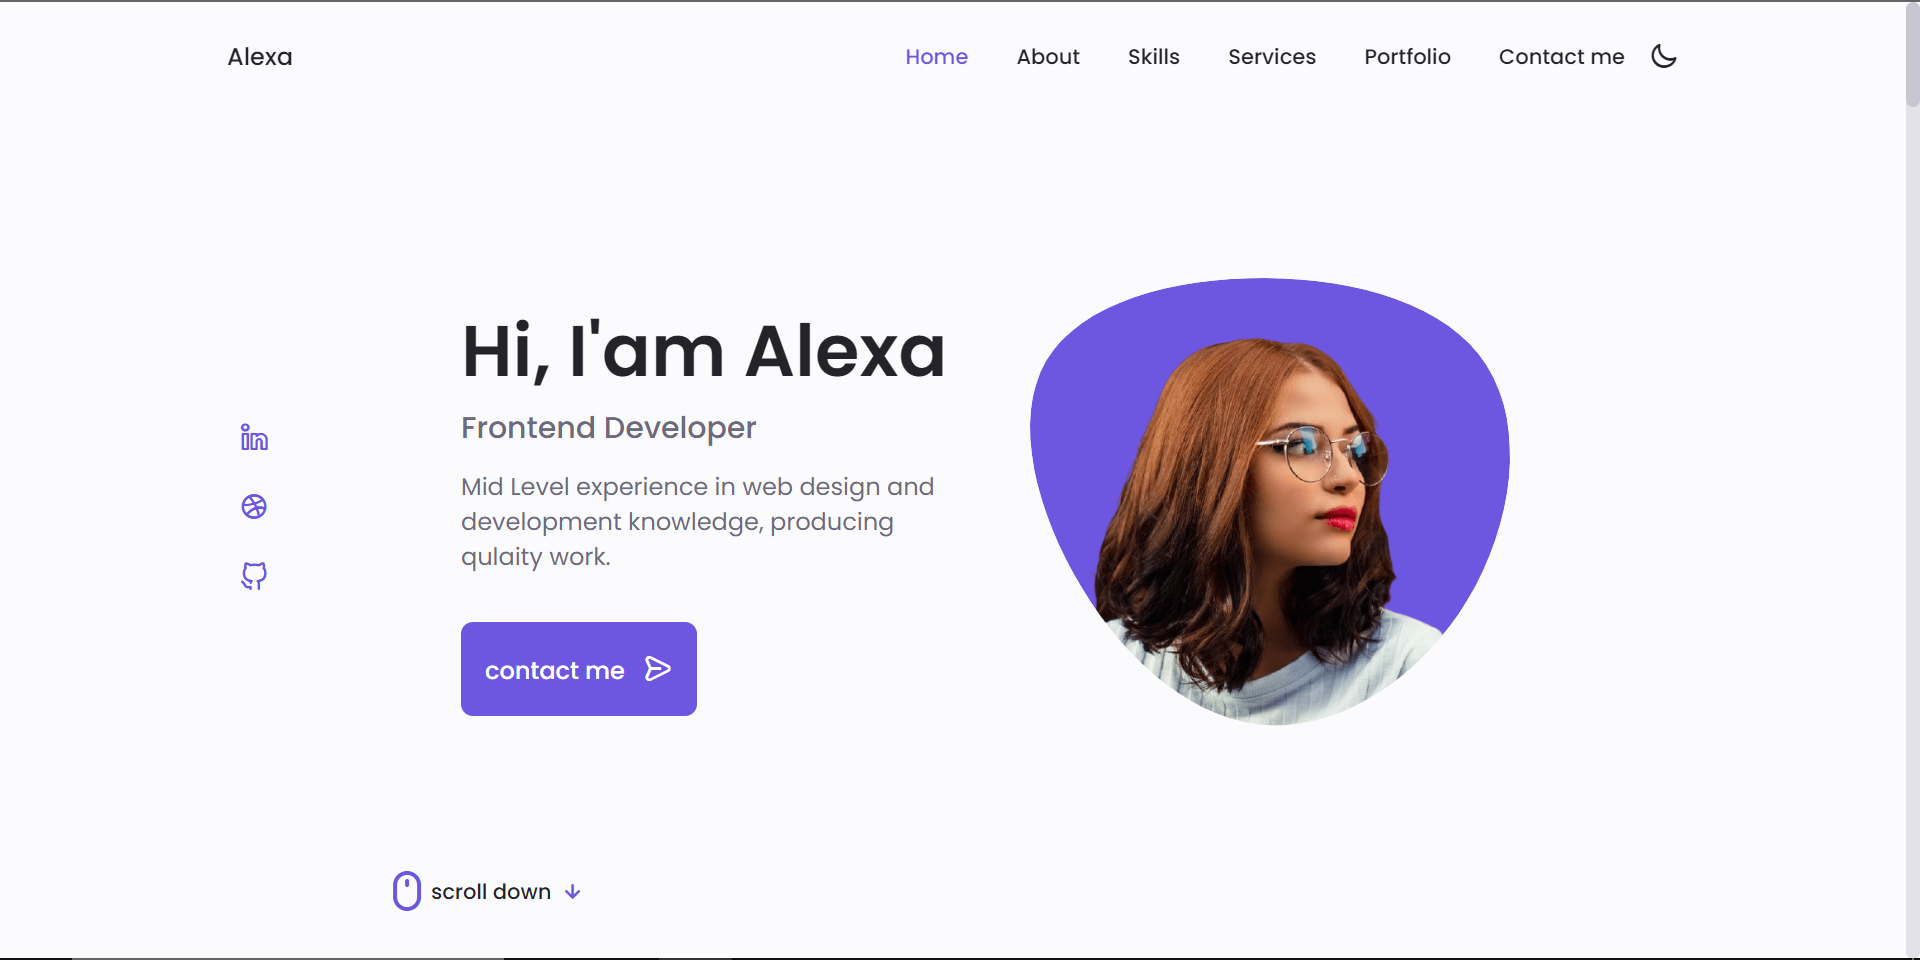 Alexa
Home About Skills Services Portfolio Contact me
Hi, I'am Alexa
Frontend Developer
Mid Level experience in web design and
development knowledge, producing
qulaity work.
contact me
scroll down